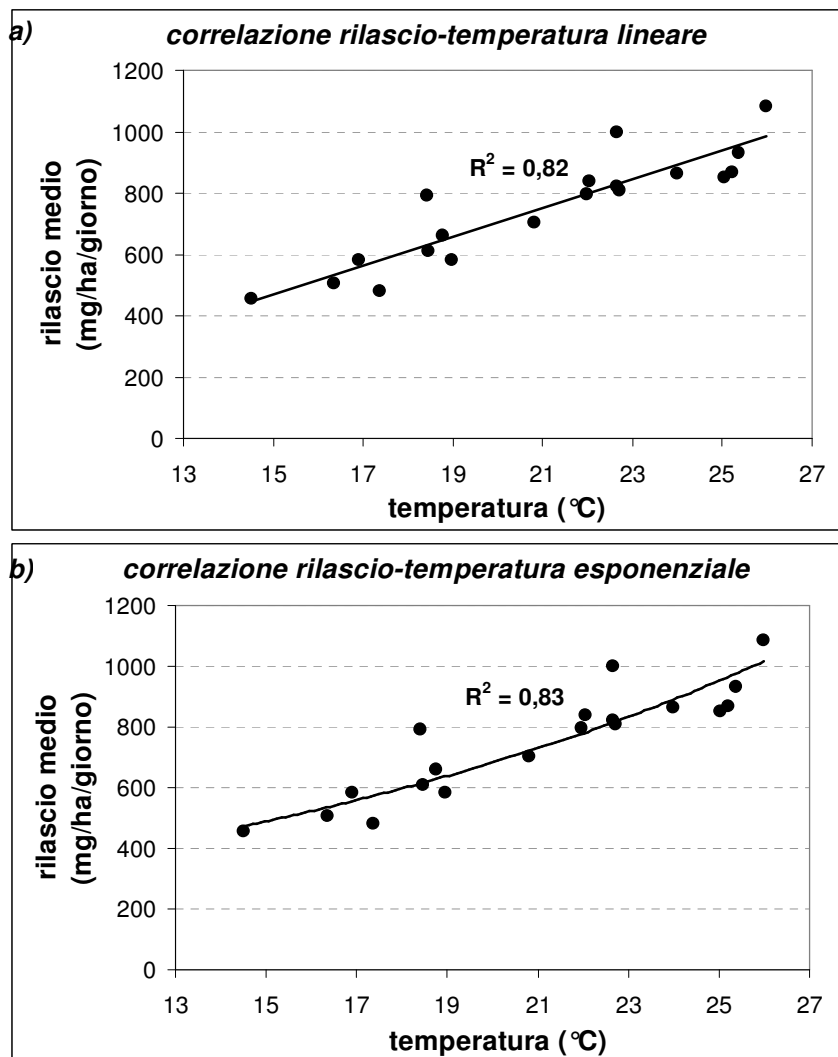 a) correlazione rilascio-temperatura lineare
1200
1000
800
600
400
200
0
R² = 0,82
rilascio medio
(mg/ha/giorno)
13 15 17 19 21 23 25 27
temperatura (°C)
b) correlazione rilascio-temperatura esponenziale
1200
1000
800
600
400
200
0
R² = 0,83
rilascio medio
(mg/ha/giorno)
13 15 17 19 21 23 25 27
temperatura (°C)